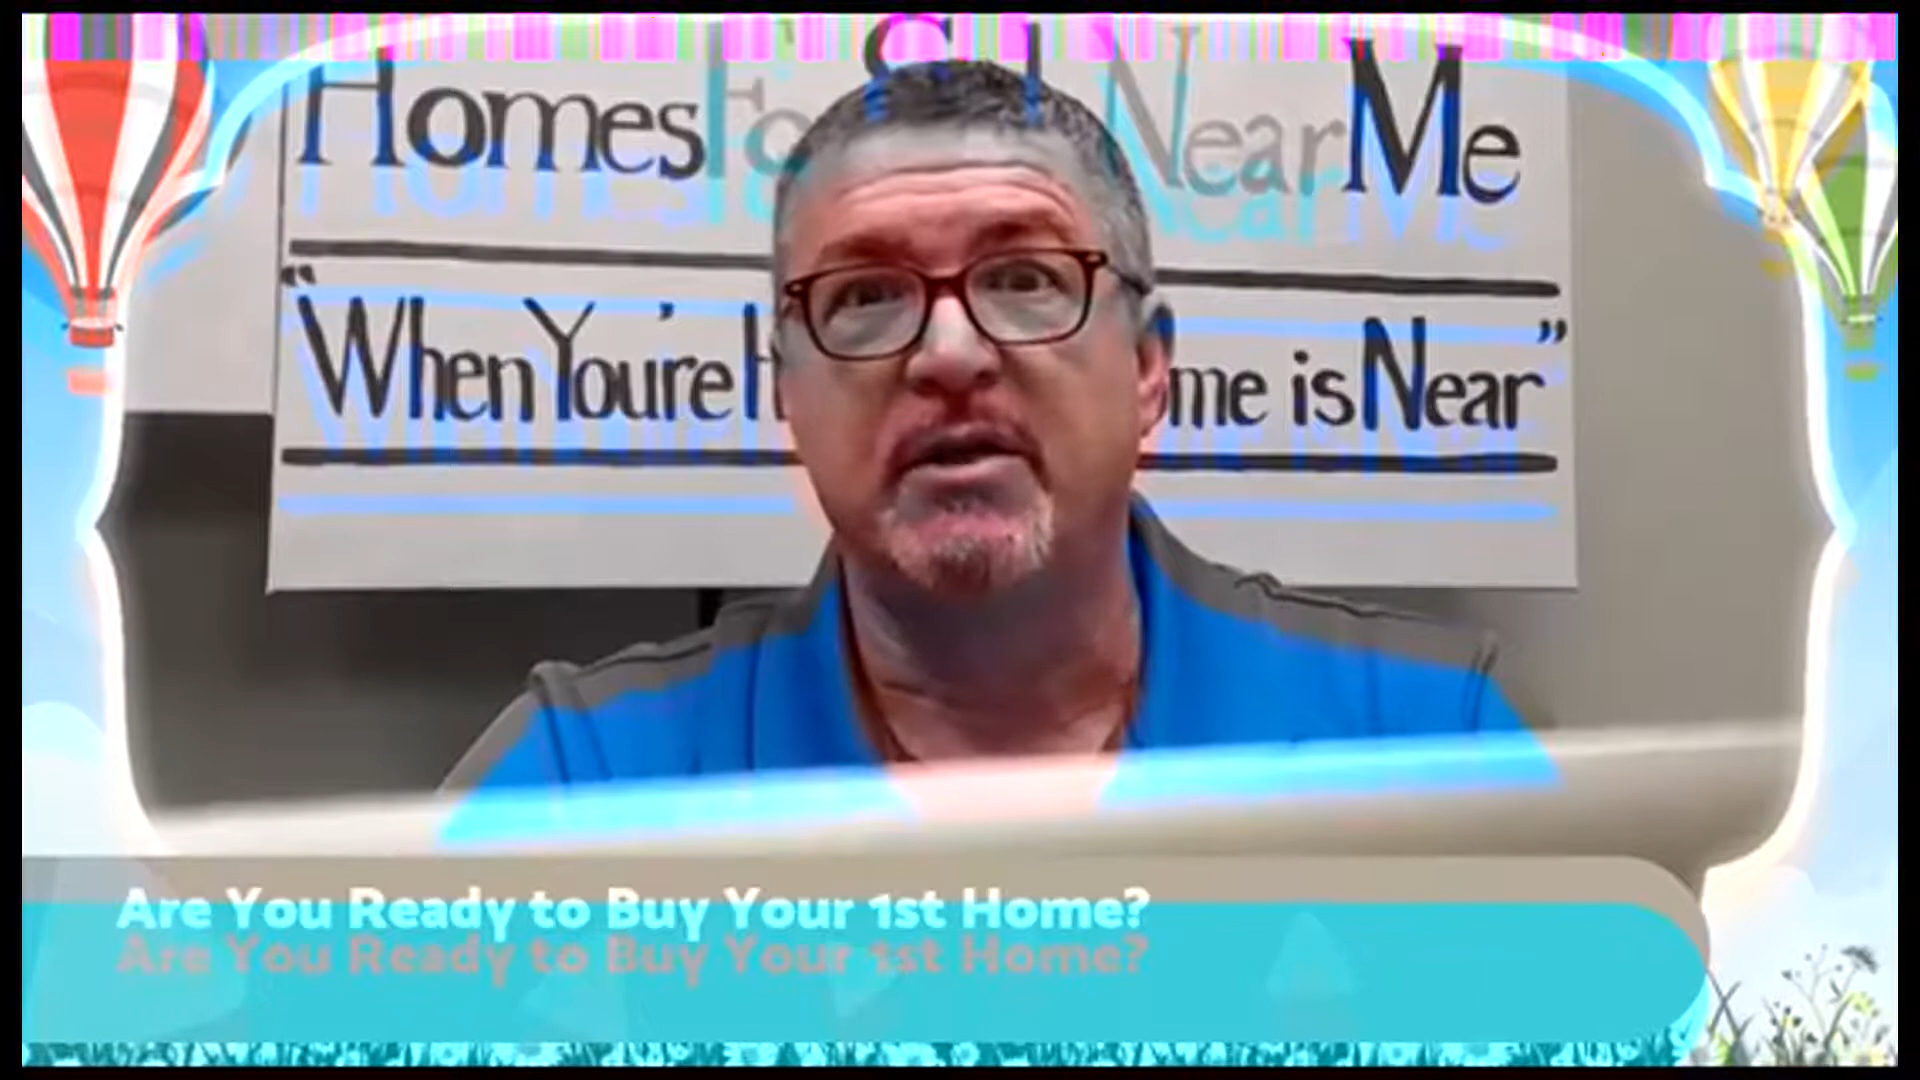 Homes Near Me
"When You're me is Near"
Are You Ready to Buy Your 1st Home?
Are You Ready to Buy Your 1st Home?